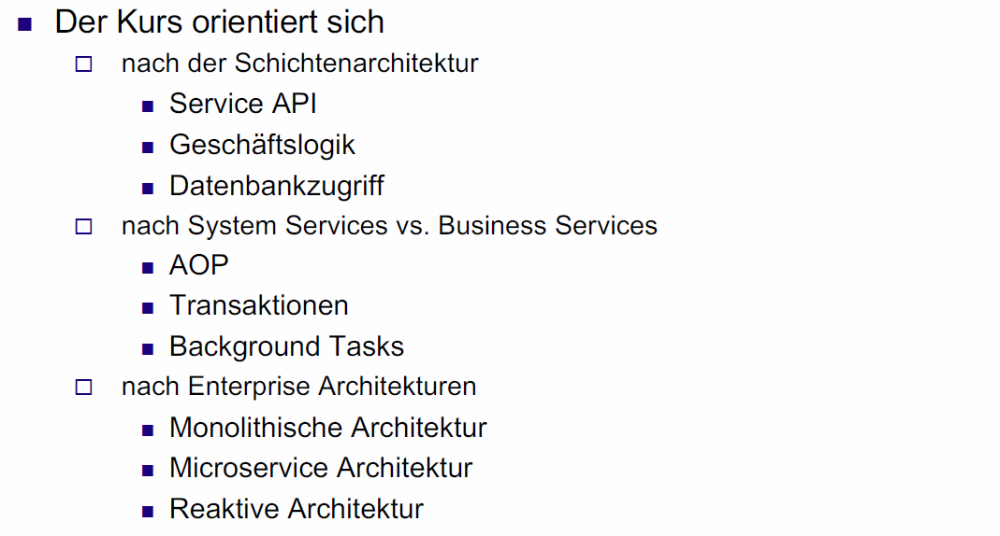 Der Kurs orientiert sich
nach der Schichtenarchitektur
Service API
Geschäftslogik
Datenbankzugriff
nach System Services vs. Business Services
AOP
Transaktionen
Background Tasks
nach Enterprise Architekturen
Monolithische Architektur
Microservice Architektur
Reaktive Architektur